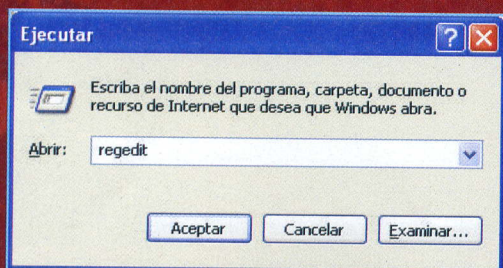 Ejecutar
Escriba el nombre del programa, carpeta, documento o
recurso de Internet que desea que Windows abra.
Abrir: regedit
Aceptar Cancelar Examinar...